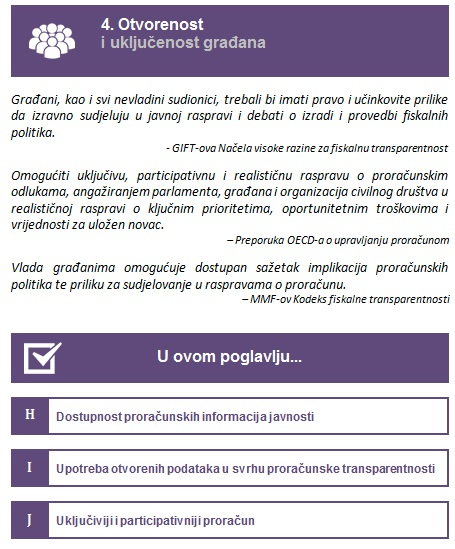 4. Otvorenost
i uključenost građana
Građani, kao i svi nevladini sudionici, trebali bi imati pravo i učinkovite prilike
da izravno sudjeluju u javnoj raspravi i debati o izradi i provedbi fiskalnih
politika.
- GIFT-ova Načela visoke razine za fiskalnu transparentnost
Omogućiti uključivu, participativnu i realističnu raspravu o proračunskim
odlukama, angažiranjem parlamenta, građana i organizacija civilnog društva u
realističnoj raspravi o ključnim prioritetima, oportunitetnim troškovima i
vrijednosti za uložen novac.
– Preporuka OECD-a o upravljanju proračunom
Vlada građanima omogućuje dostupan sažetak implikacija proračunskih
politika te priliku za sudjelovanje u raspravama o proračunu.
– MMF-ov Kodeks fiskalne transparentnosti
U ovom poglavlju...
H Dostupnost proračunskih informacija javnosti
I Upotreba otvorenih podataka u svrhu proračunske transparentnosti
J Uključiviji i participativniji proračun